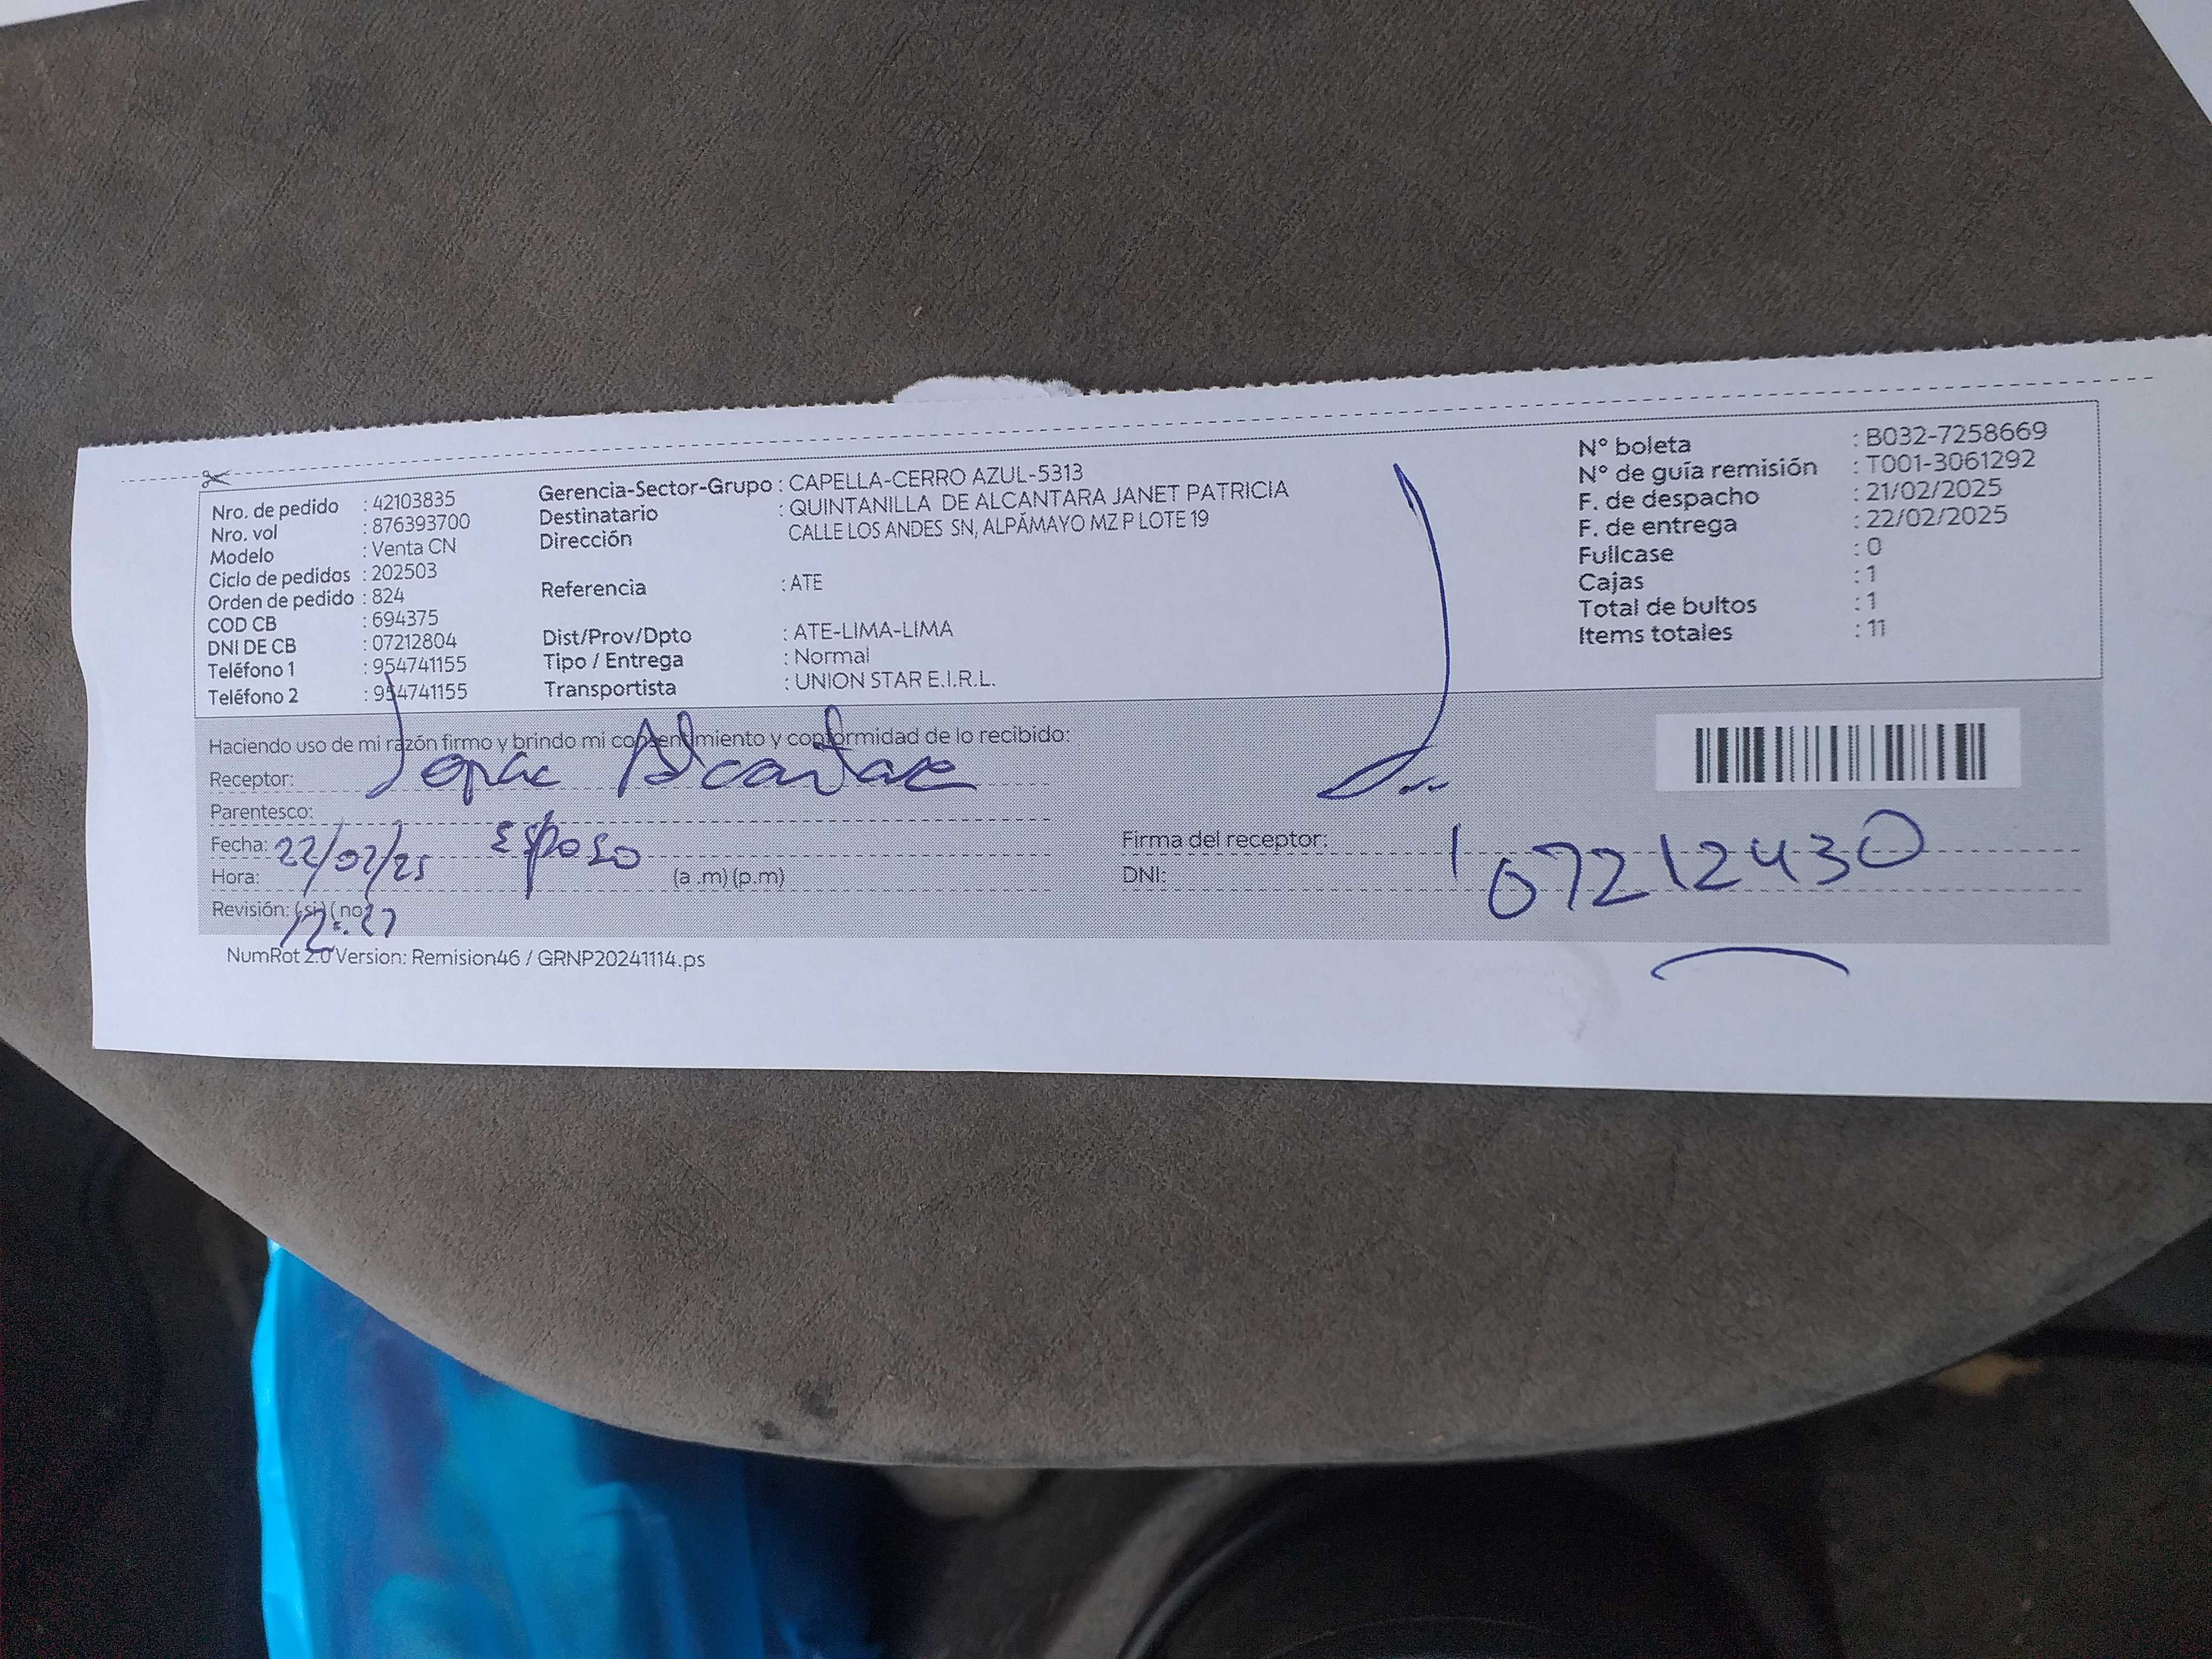 Nro. de pedido : 42103835
Nro. vol : 876393700
Modelo : Venta CN
Ciclo de pedidos : 202503
Orden de pedido : 824
COD CB : 694375
DNI DE CB : 07212804
Teléfono 1 : 954741155
Teléfono 2 : 954741155
Gerencia-Sector-Grupo : CAPELLA-CERRO AZUL-5313
Destinatario : QUINTANILLA DE ALCANTARA JANET PATRICIA
Dirección CALLE LOS ANDES SN, ALPÁMAYO MZ P LOTE 19
Referencia : ATE
Dist/Prov/Dpto : ATE-LIMA-LIMA
Tipo / Entrega : Normal
Transportista : UNION STAR E.I.R.L.
N° boleta : B032-7258669
N° de guía remisión : T001-3061292
F. de despacho : 21/02/2025
F. de entrega : 22/02/2025
Fullcase : 0
Cajas : 1
Total de bultos : 1
Items totales : 11
Haciendo uso de mi razón firmo y brindo mi consentimiento y conformidad de lo recibido:
Receptor: Alcantara
Parentesco:
Fecha: 22/02/25 Esposo
Hora: (a .m) (p.m)
Revisión: (si) (no)
12:27
Firma del receptor:
DNI: 07212430
NumRot 2.0 Version: Remision46 / GRNP20241114.ps